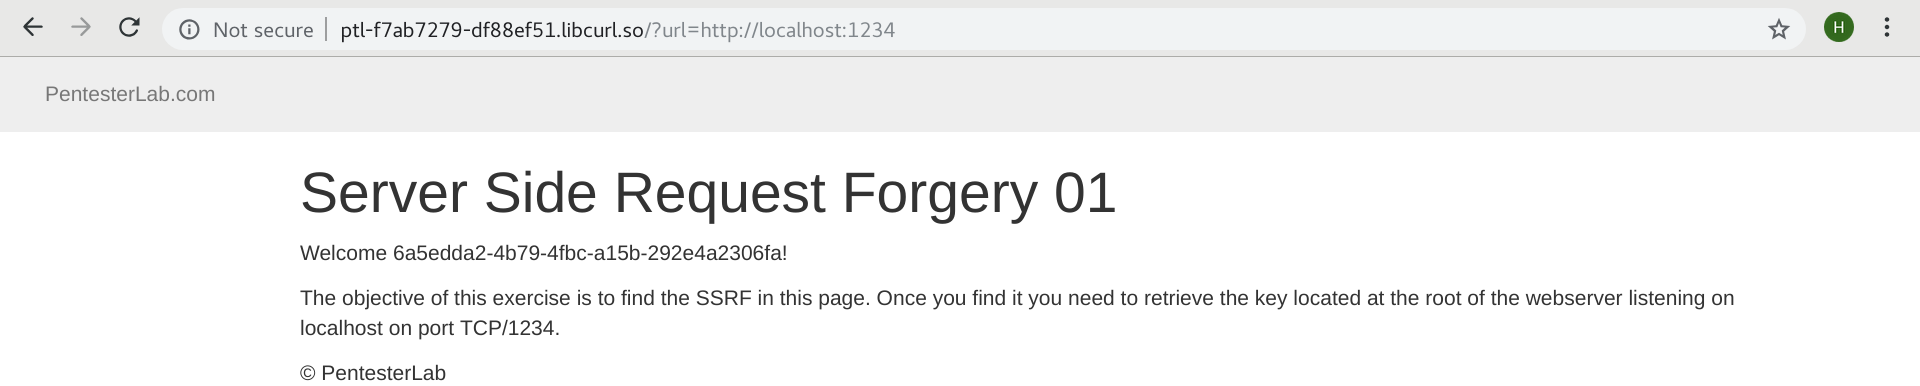 Not secure | ptl-f7ab7279-df88ef51.libcurl.so/?url=http://localhost:1234 H
PentesterLab.com
Server Side Request Forgery 01
Welcome 6a5edda2-4b79-4fbc-a15b-292e4a2306fa!
The objective of this exercise is to find the SSRF in this page. Once you find it you need to retrieve the key located at the root of the webserver listening on
localhost on port TCP/1234.
© PentesterLab